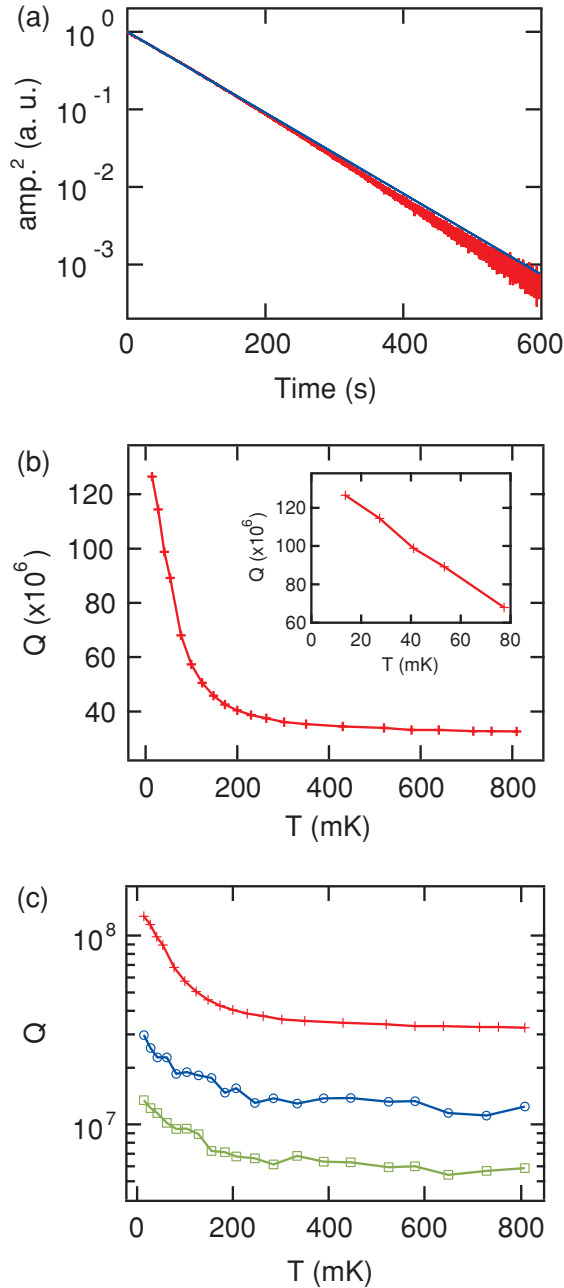 (a)
10^0
10^-1
10^-2
10^-3
amp.^2 (a. u.)
0 200 400 600
Time (s)
(b)
120
100
80
60
40
Q (x10^6)
0 200 400 600 800
T (mK)
120
100
80
60
Q (x10^6)
0 20 40 60 80
T (mK)
(c)
10^8
10^7
Q
0 200 400 600 800
T (mK)